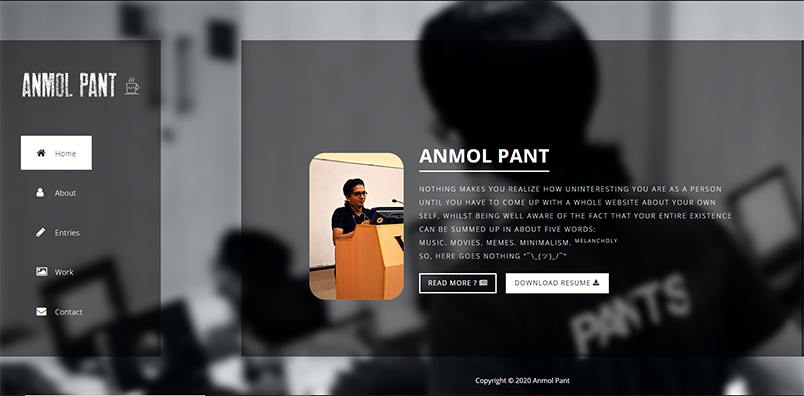 ANMOL PANT
Home
About
Entries
Work
Contact
ANMOL PANT
NOTHING MAKES YOU REALIZE HOW UNINTERESTING YOU ARE AS A PERSON
UNTIL YOU HAVE TO COME UP WITH A WHOLE WEBSITE ABOUT YOUR OWN
SELF, WHILST BEING WELL AWARE OF THE FACT THAT YOUR ENTIRE EXISTENCE
CAN BE SUMMED UP IN ABOUT FIVE WORDS:
MUSIC. MOVIES. MEMES. MINIMALISM. MELANCHOLY.
SO, HERE GOES NOTHING *¯\_(ツ)_/¯*
READ MORE ?
DOWNLOAD RESUME
PANTS
Copyright © 2020 Anmol Pant